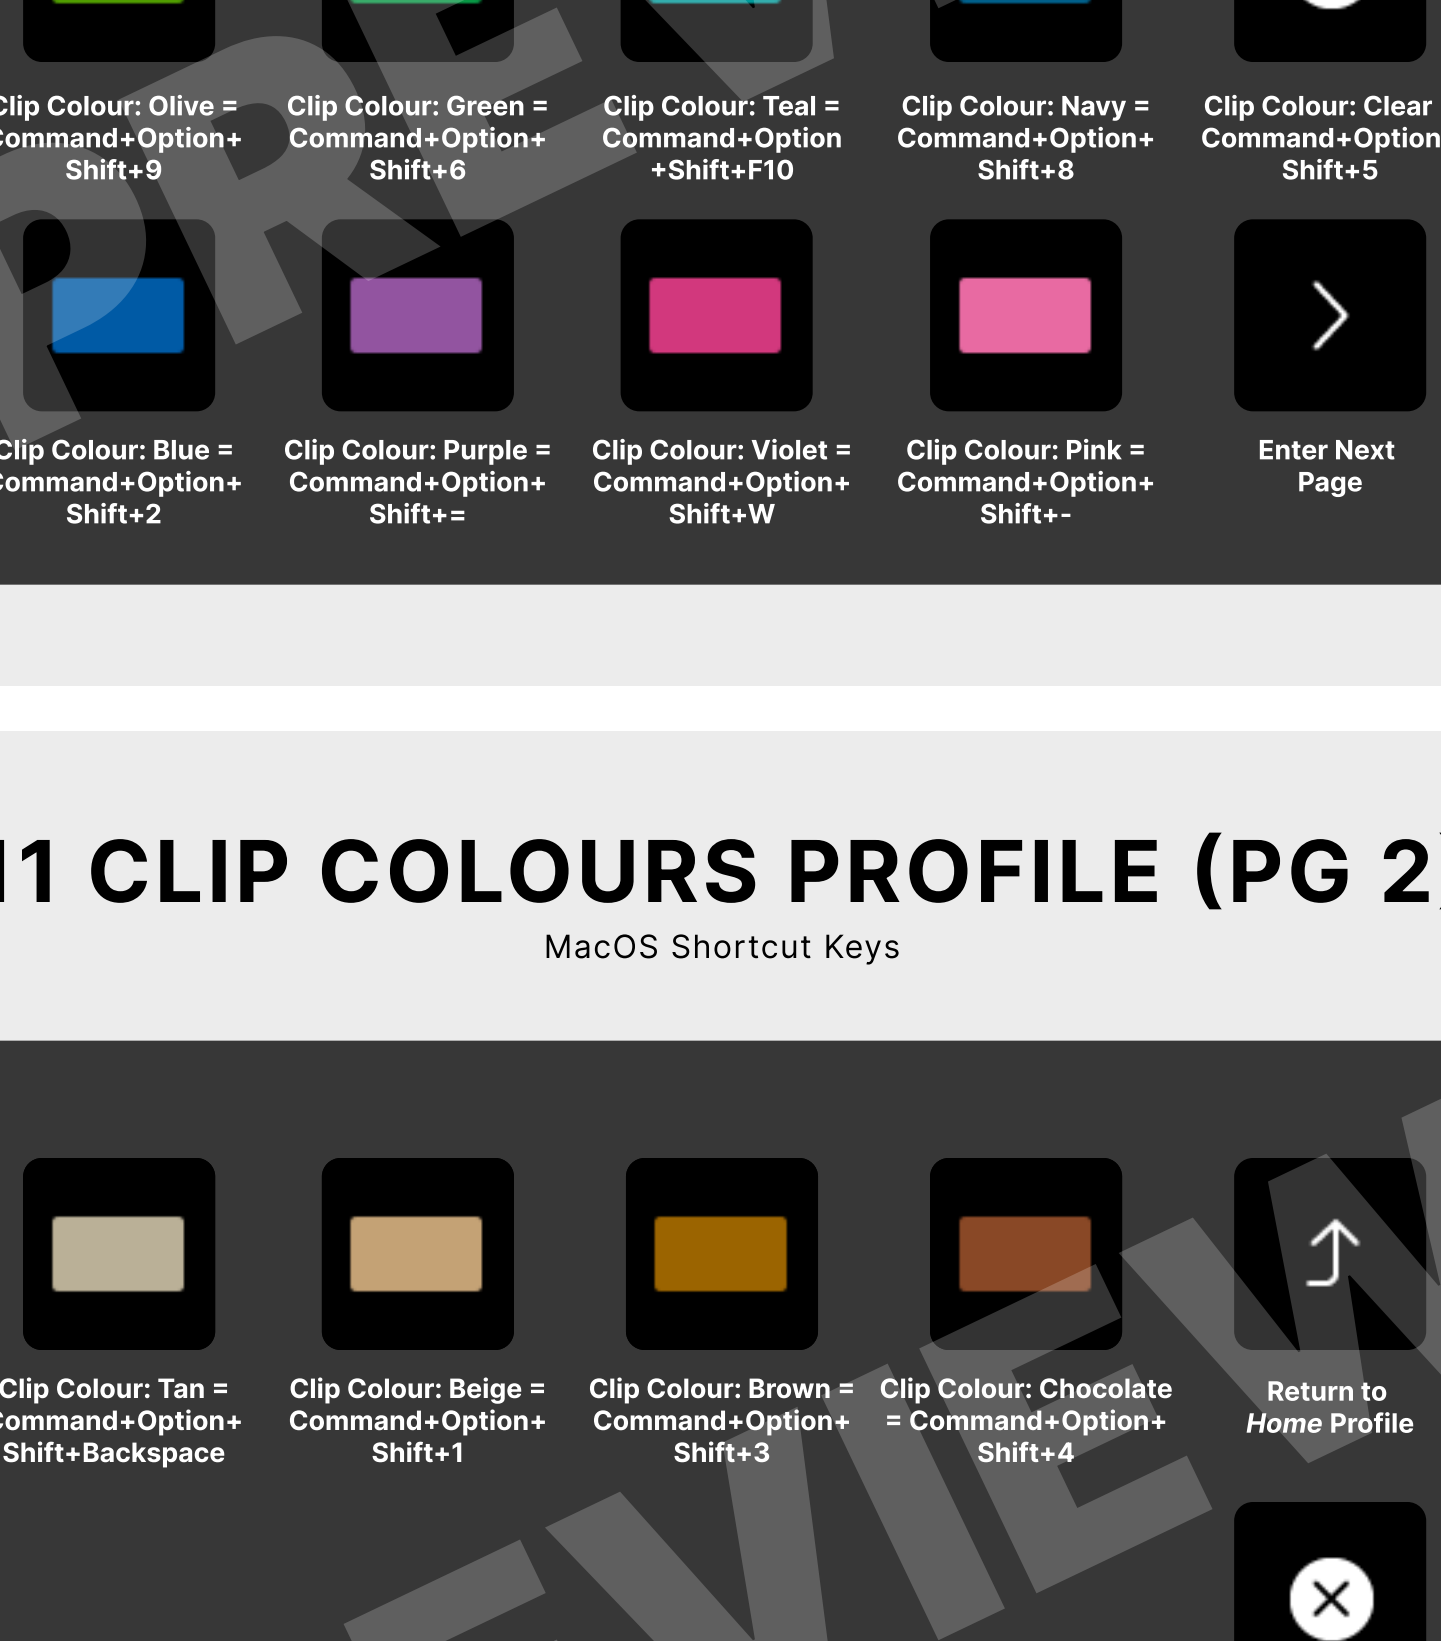 Clip Colour: Olive =
Command+Option+
Shift+9
Clip Colour: Green =
Command+Option+
Shift+6
Clip Colour: Teal =
Command+Option
+Shift+F10
Clip Colour: Navy =
Command+Option+
Shift+8
Clip Colour: Clear
Command+Option
Shift+5
Clip Colour: Blue =
Command+Option+
Shift+2
Clip Colour: Purple =
Command+Option+
Shift+=
Clip Colour: Violet =
Command+Option+
Shift+W
Clip Colour: Pink =
Command+Option+
Shift+-
Enter Next
Page
11 CLIP COLOURS PROFILE (PG 2)
MacOS Shortcut Keys
Clip Colour: Tan =
Command+Option+
Shift+Backspace
Clip Colour: Beige =
Command+Option+
Shift+1
Clip Colour: Brown =
Command+Option+
Shift+3
Clip Colour: Chocolate
= Command+Option+
Shift+4
Return to
Home Profile
PREV
EVIEW